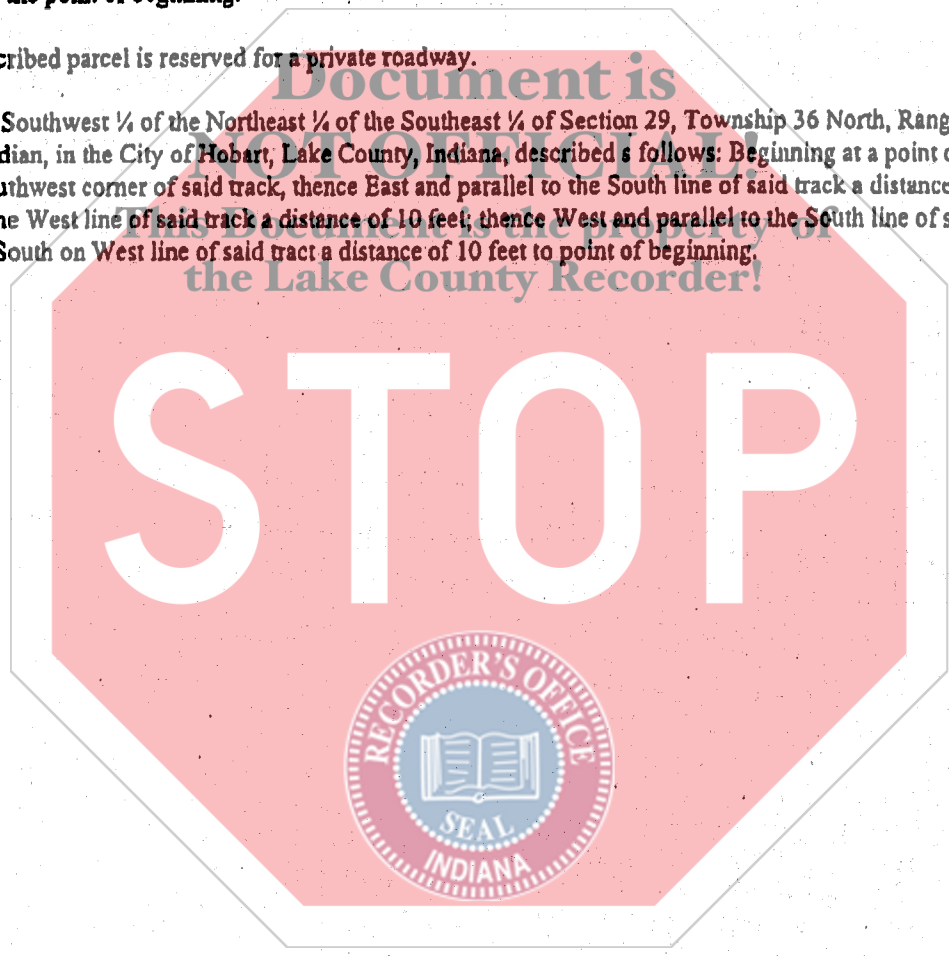 the point of beginning.
cribed parcel is reserved for a private roadway.
Document is
Southwest ¼ of the Northeast ¼ of the Southeast ¼ of Section 29, Township 36 North, Rang
NOT OFFICIAL!
dian, in the City of Hobart, Lake County, Indiana, described s follows: Beginning at a point o
uthwest corner of said track, thence East and parallel to the South line of said track a distance
This Document is the property of
he West line of said track a distance of 10 feet; thence West and parallel to the South line of s
South on West line of said tract a distance of 10 feet to point of beginning.
the Lake County Recorder!
STOP
RECORDER'S OFFICE
SEAL
INDIANA